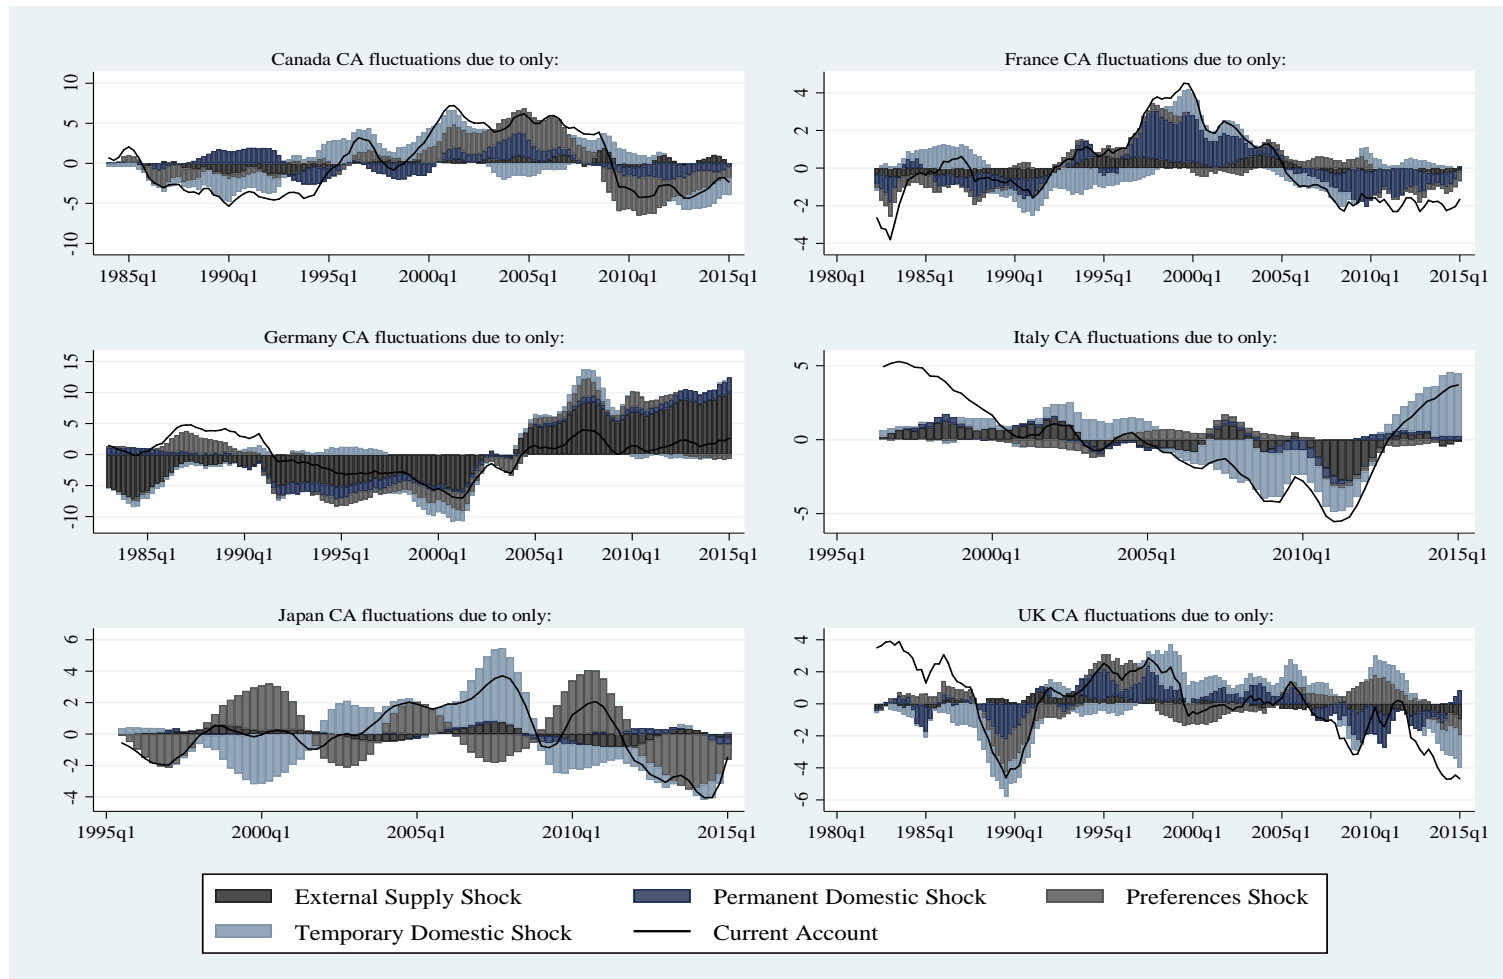 Canada CA fluctuations due to only:
10
5
0
-5
-10
1985q1 1990q1 1995q1 2000q1 2005q1 2010q1 2015q1
France CA fluctuations due to only:
4
2
0
-2
-4
1980q1 1985q1 1990q1 1995q1 2000q1 2005q1 2010q1 2015q1
Germany CA fluctuations due to only:
15
10
5
0
-5
-10
1985q1 1990q1 1995q1 2000q1 2005q1 2010q1 2015q1
Italy CA fluctuations due to only:
5
0
-5
1995q1 2000q1 2005q1 2010q1 2015q1
Japan CA fluctuations due to only:
6
4
2
0
-2
-4
1995q1 2000q1 2005q1 2010q1 2015q1
UK CA fluctuations due to only:
4
2
0
-2
-4
-6
1980q1 1985q1 1990q1 1995q1 2000q1 2005q1 2010q1 2015q1
External Supply Shock Permanent Domestic Shock Preferences Shock
Temporary Domestic Shock Current Account